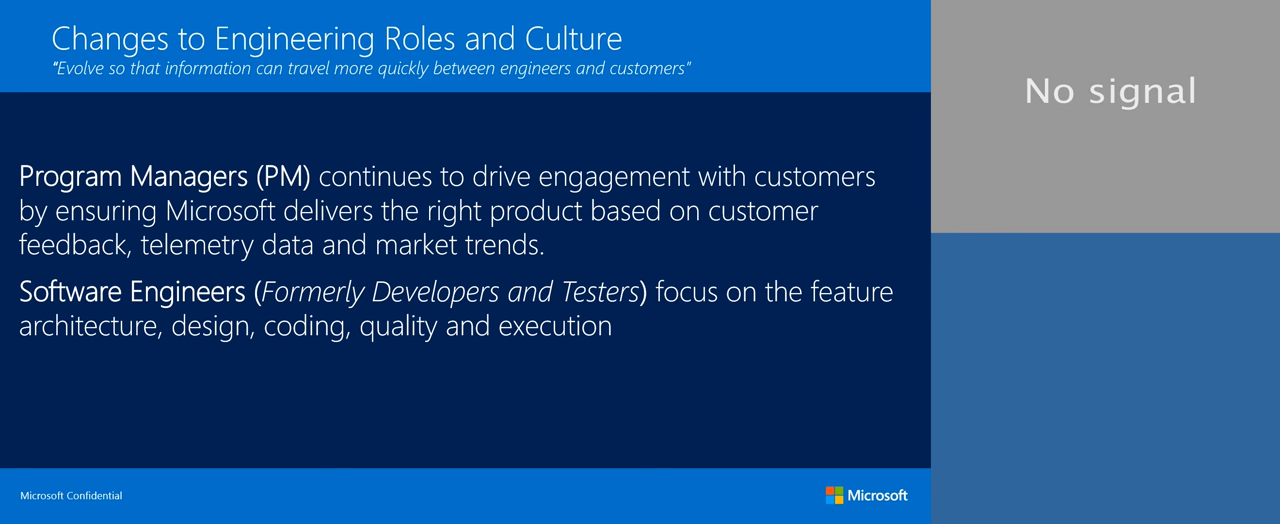 Changes to Engineering Roles and Culture
"Evolve so that information can travel more quickly between engineers and customers"
No signal
Program Managers (PM) continues to drive engagement with customers
by ensuring Microsoft delivers the right product based on customer
feedback, telemetry data and market trends.
Software Engineers (Formerly Developers and Testers) focus on the feature
architecture, design, coding, quality and execution
Microsoft Confidential
Microsoft